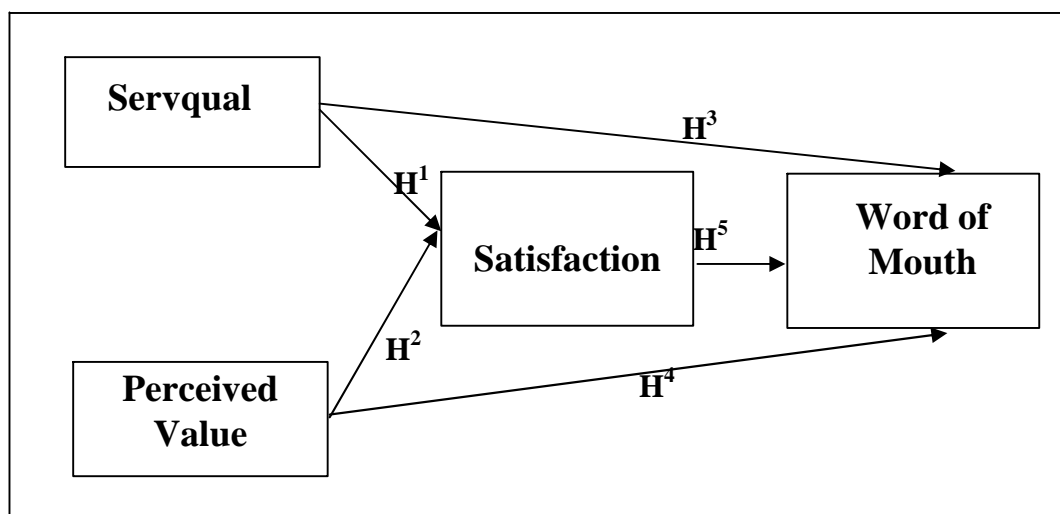 Servqual
H³
H¹
Word of
Mouth
H⁵
Satisfaction
H²
Perceived
Value
H⁴